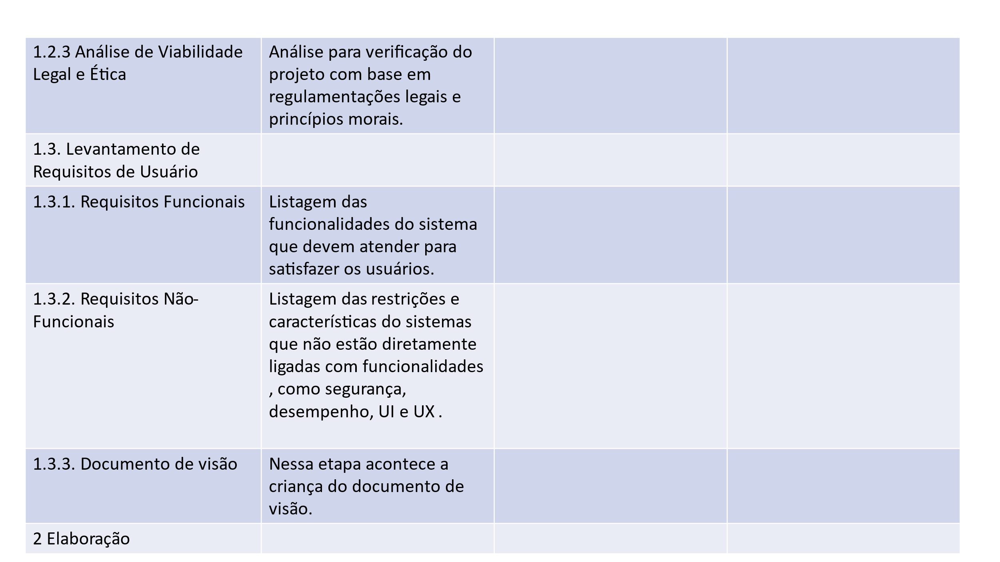 1.2.3 Análise de Viabilidade
Legal e Ética
Análise para verificação do
projeto com base em
regulamentações legais e
princípios morais.
1.3. Levantamento de
Requisitos de Usuário
1.3.1. Requisitos Funcionais
Listagem das
funcionalidades do sistema
que devem atender para
satisfazer os usuários.
1.3.2. Requisitos Não-
Funcionais
Listagem das restrições e
características do sistemas
que não estão diretamente
ligadas com funcionalidades
, como segurança,
desempenho, UI e UX .
1.3.3. Documento de visão
Nessa etapa acontece a
criança do documento de
visão.
2 Elaboração